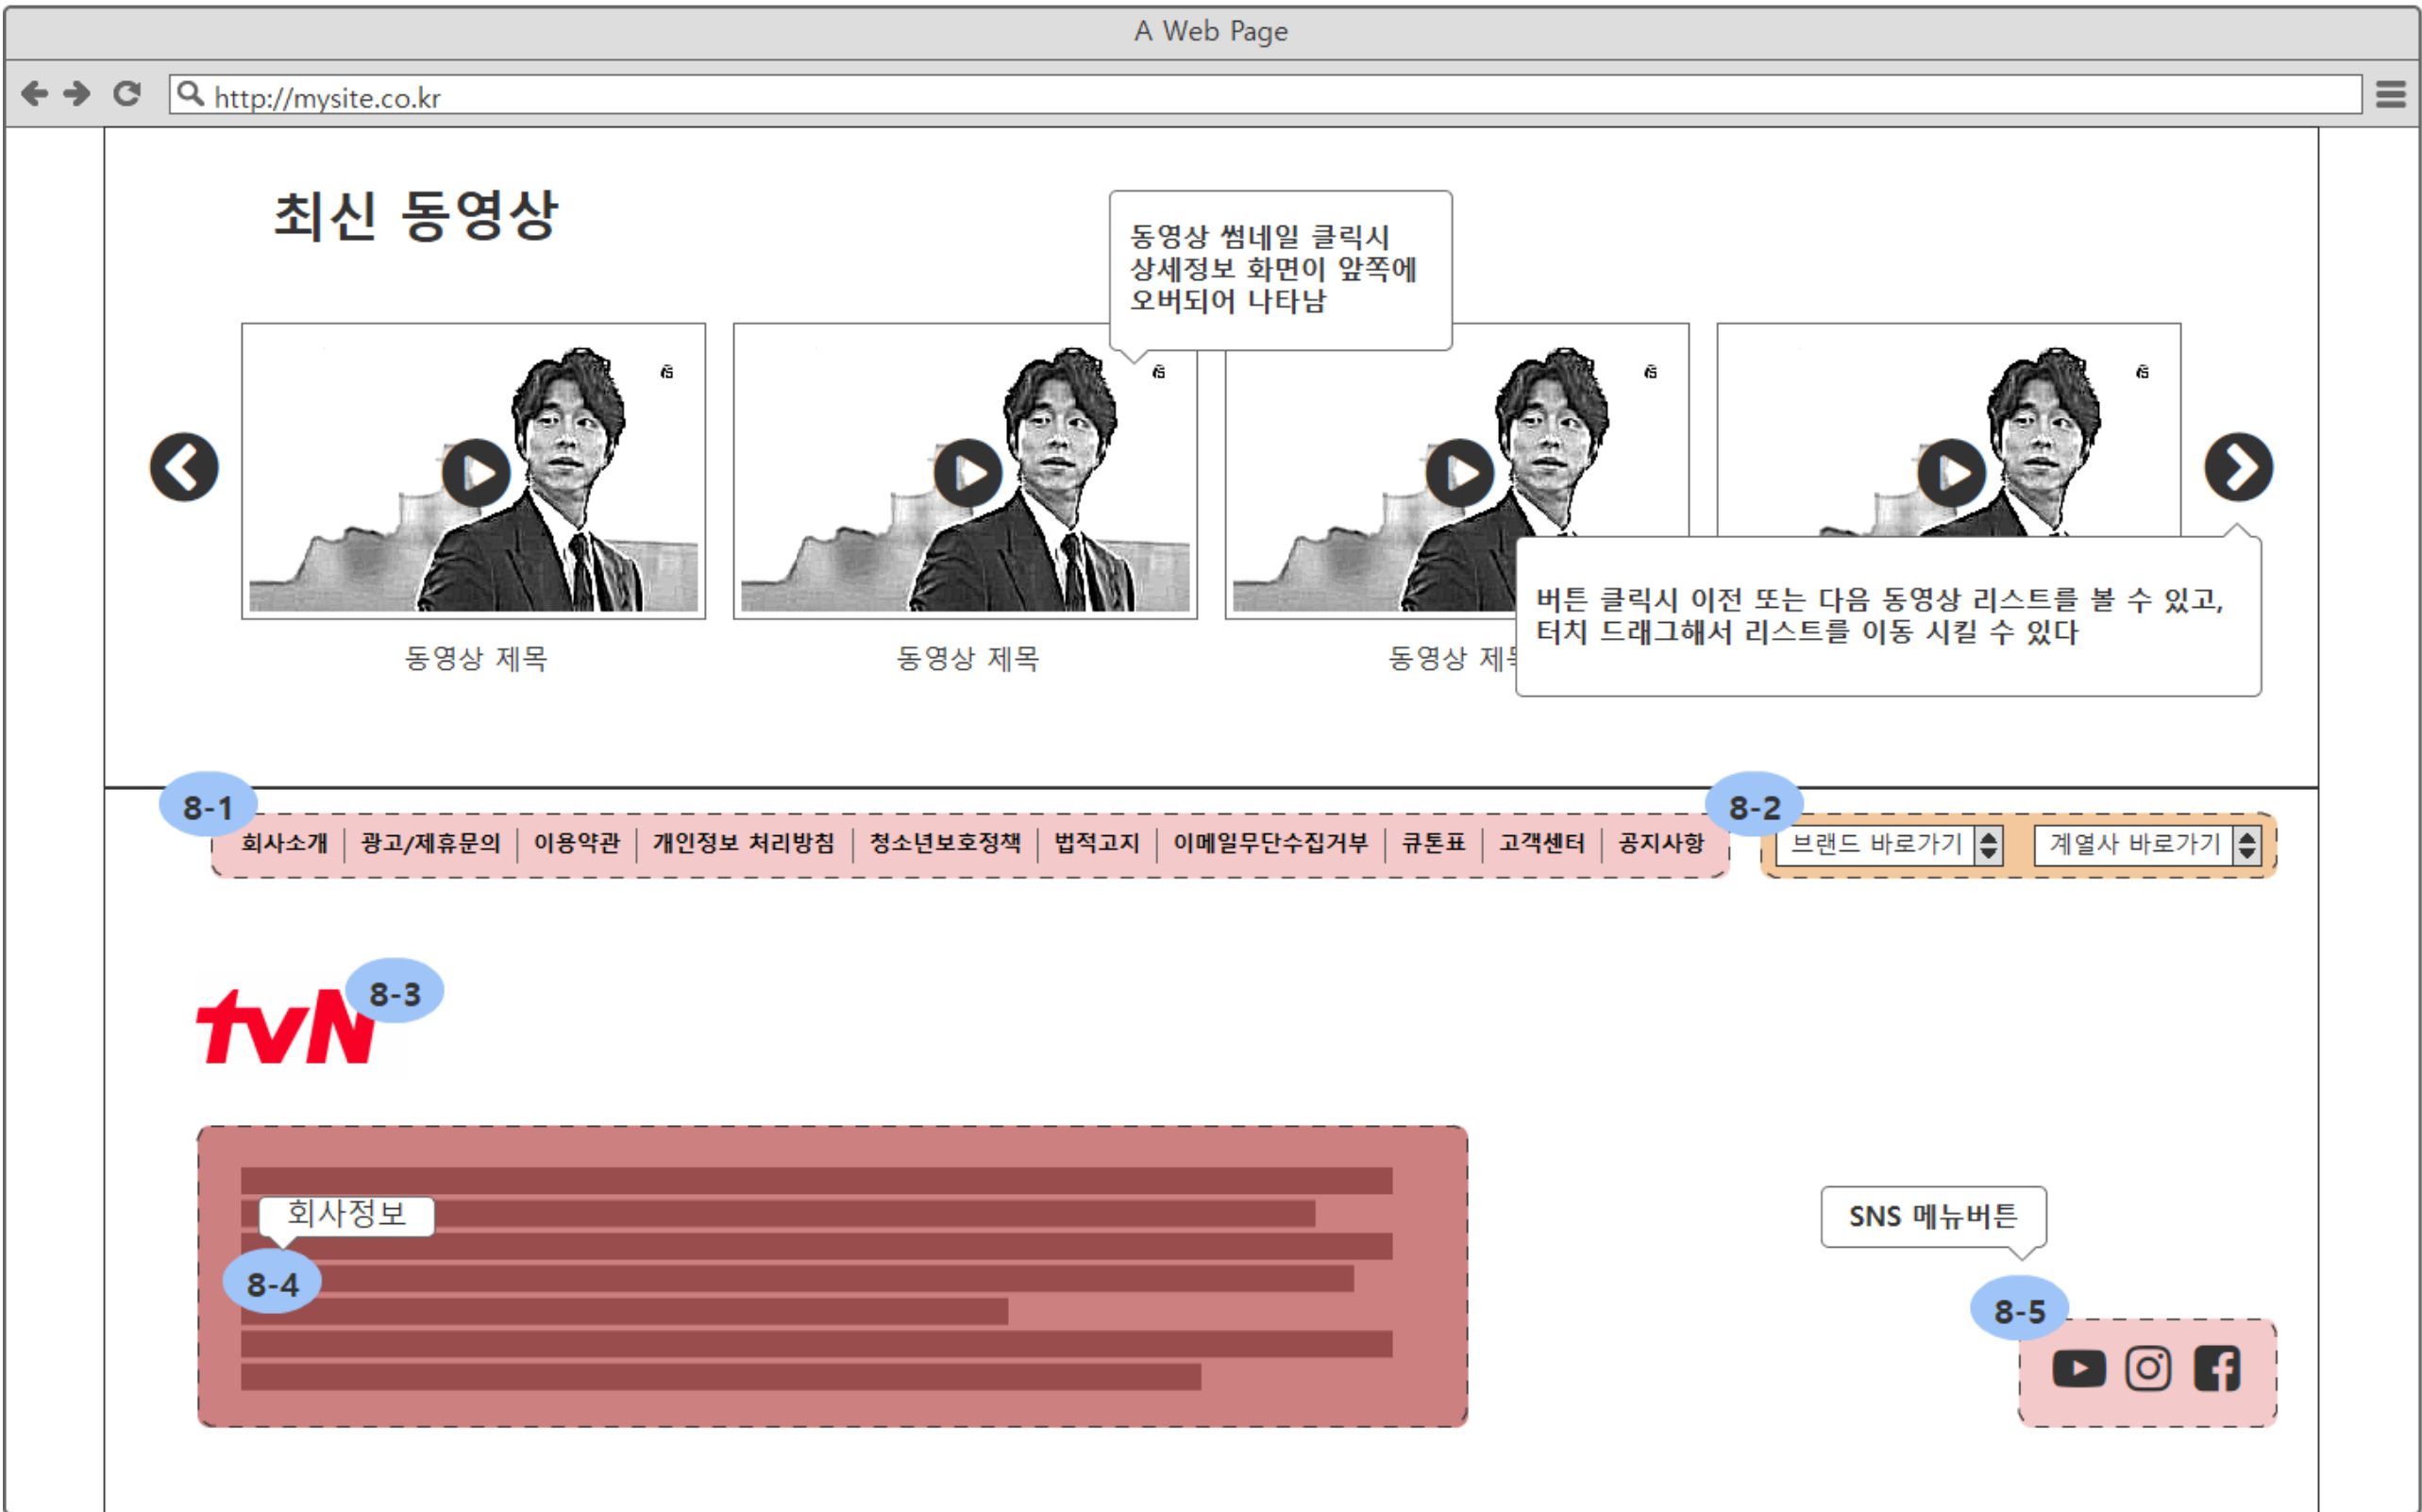 A Web Page
http://mysite.co.kr
최신 동영상
동영상 썸네일 클릭시
상세정보 화면이 앞쪽에
오버되어 나타남
버튼 클릭시 이전 또는 다음 동영상 리스트를 볼 수 있고,
터치 드래그해서 리스트를 이동 시킬 수 있다
동영상 제목
동영상 제목
동영상
8-1
8-2
회사소개 광고/제휴문의 이용약관 개인정보 처리방침 청소년보호정책 법적고지 이메일무단수집거부 큐톤표 고객센터 공지사항
브랜드 바로가기 계열사 바로가기
tvN
8-3
회사정보
8-4
SNS 메뉴버튼
8-5